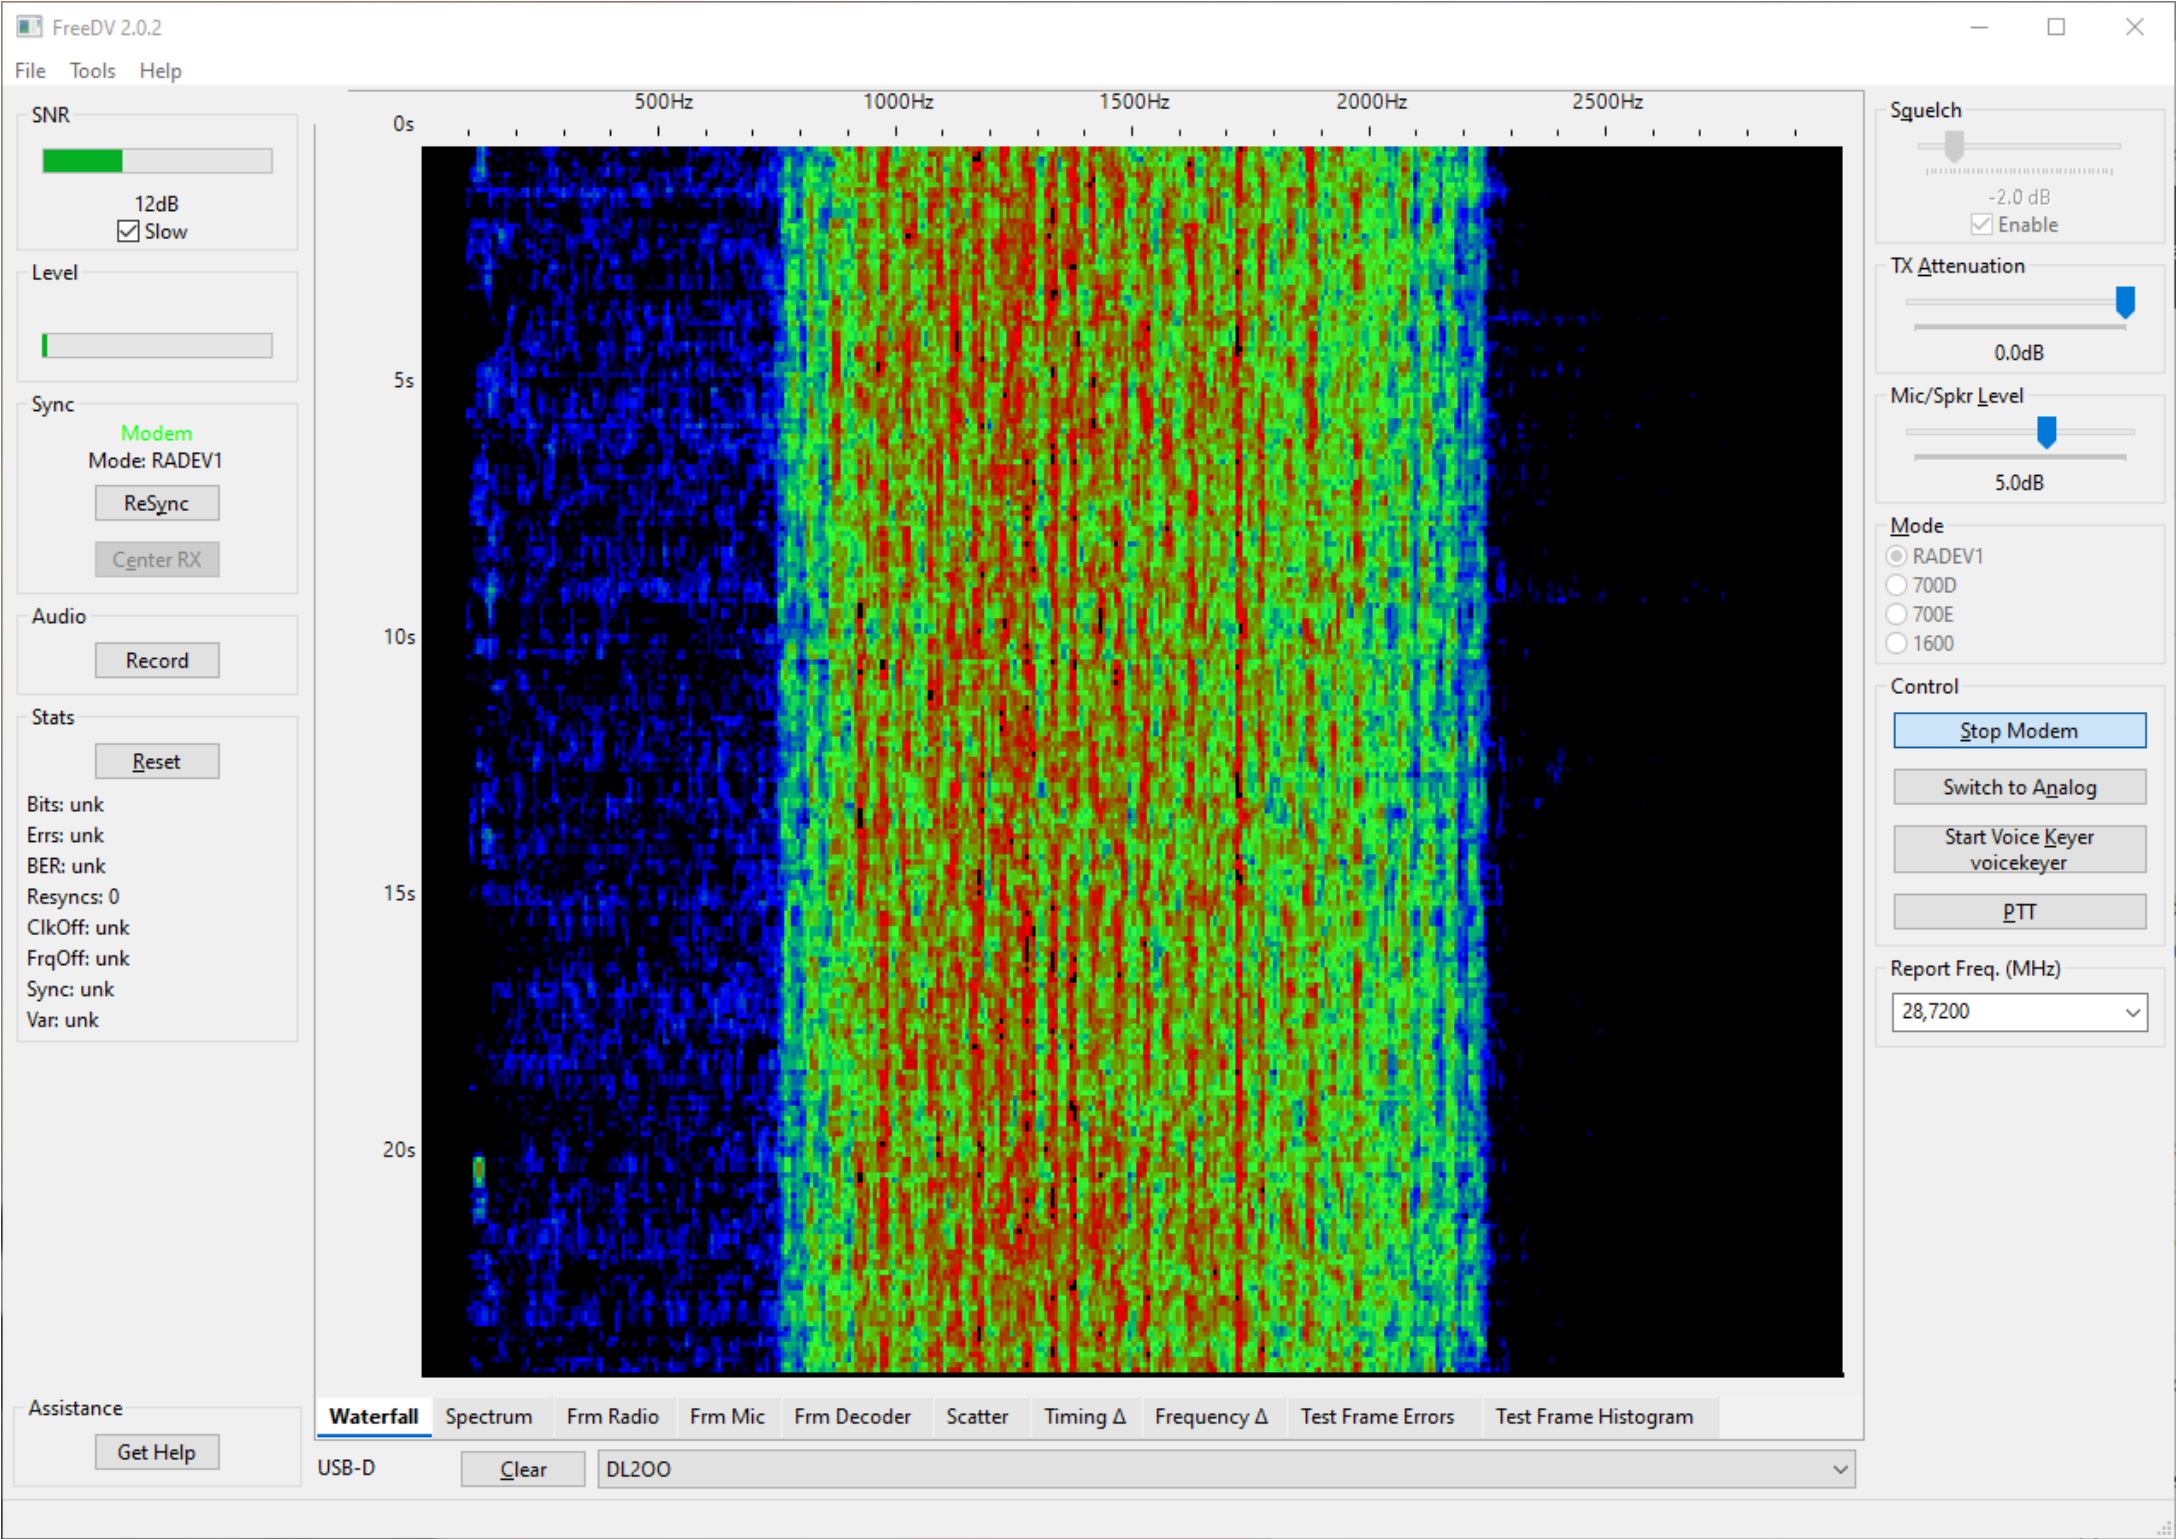 FreeDV 2.0.2
File Tools Help
SNR
12dB
Slow
Level
Sync
Modem
Mode: RADEV1
ReSync
Center RX
Audio
Record
Stats
Reset
Bits: unk
Errs: unk
BER: unk
Resyncs: 0
ClkOff: unk
FrqOff: unk
Sync: unk
Var: unk
Assistance
Get Help
500Hz 1000Hz 1500Hz 2000Hz 2500Hz
0s
5s
10s
15s
20s
Waterfall Spectrum Frm Radio Frm Mic Frm Decoder Scatter Timing Δ Frequency Δ Test Frame Errors Test Frame Histogram
USB-D Clear DL2OO
Squelch
-2.0 dB
Enable
TX Attenuation
0.0dB
Mic/Spkr Level
5.0dB
Mode
RADEV1
700D
700E
1600
Control
Stop Modem
Switch to Analog
Start Voice Keyer
voicekeyer
PTT
Report Freq. (MHz)
28,7200